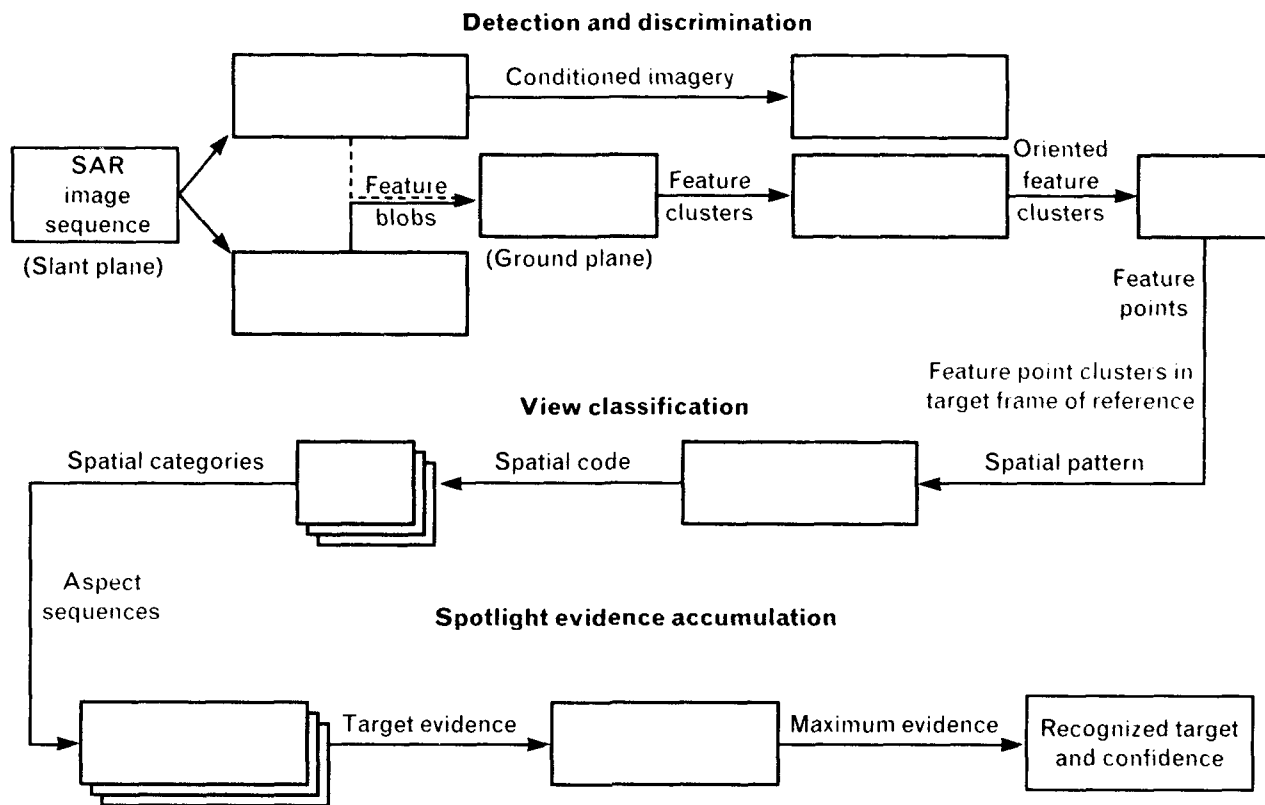 Detection and discrimination
Conditioned imagery
SAR
image
sequence
(Slant plane)
Feature
blobs
(Ground plane)
Feature
clusters
Oriented
feature
clusters
Feature
points
Feature point clusters in
target frame of reference
View classification
Spatial pattern
Spatial code
Spatial categories
Aspect
sequences
Spotlight evidence accumulation
Target evidence
Maximum evidence
Recognized target
and confidence